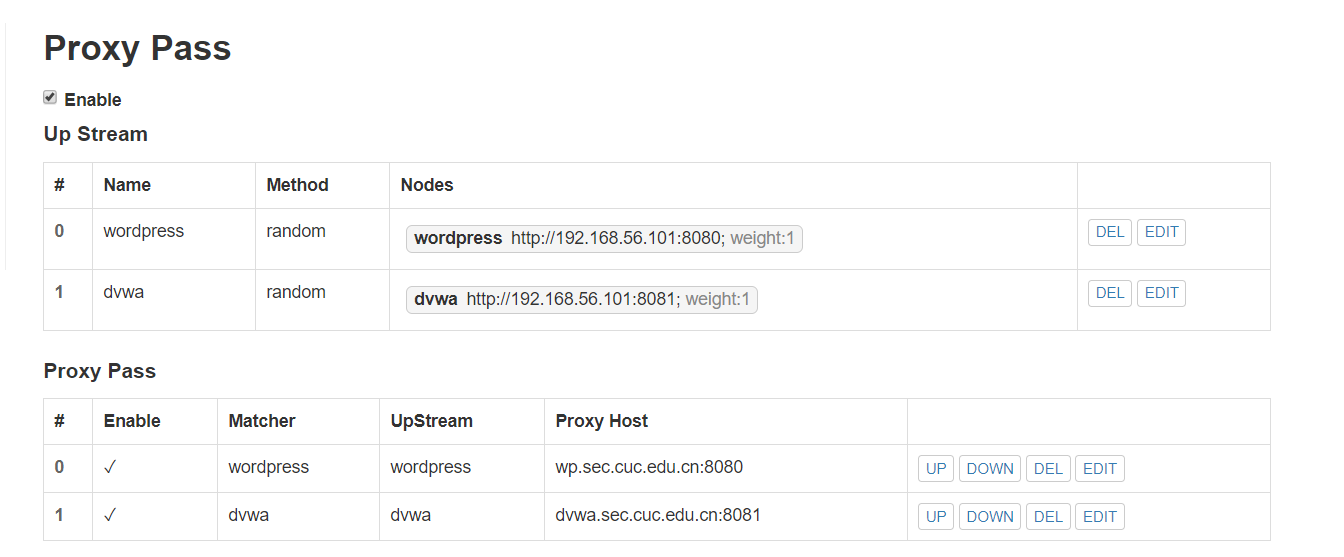 Proxy Pass
Enable
Up Stream
# Name Method Nodes
0 wordpress random wordpress http://192.168.56.101:8080; weight:1 DEL EDIT
1 dvwa random dvwa http://192.168.56.101:8081; weight:1 DEL EDIT
Proxy Pass
# Enable Matcher UpStream Proxy Host
0 ✓ wordpress wordpress wp.sec.cuc.edu.cn:8080 UP DOWN DEL EDIT
1 ✓ dvwa dvwa dvwa.sec.cuc.edu.cn:8081 UP DOWN DEL EDIT